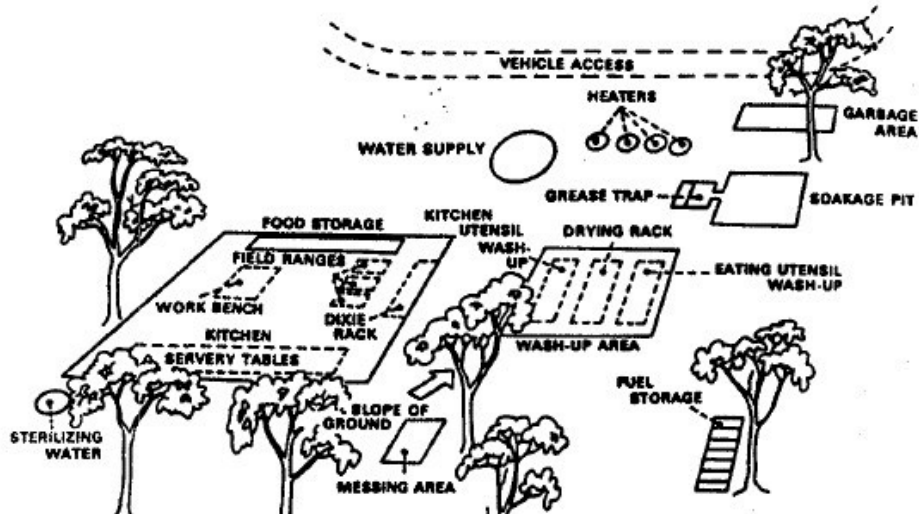 VEHICLE ACCESS
HEATERS
GARBAGE
AREA
WATER SUPPLY
GREASE TRAP
SOAKAGE PIT
FOOD STORAGE
KITCHEN
UTENSIL
WASH-
UP
DRYING RACK
FIELD RANGES
EATING UTENSIL
WASH-UP
WORK BENCH
DIXIE
RACK
KITCHEN
SERVERY TABLES
WASH-UP AREA
FUEL
STORAGE
SLOPE OF
GROUND
STERILIZING
WATER
MESSING AREA